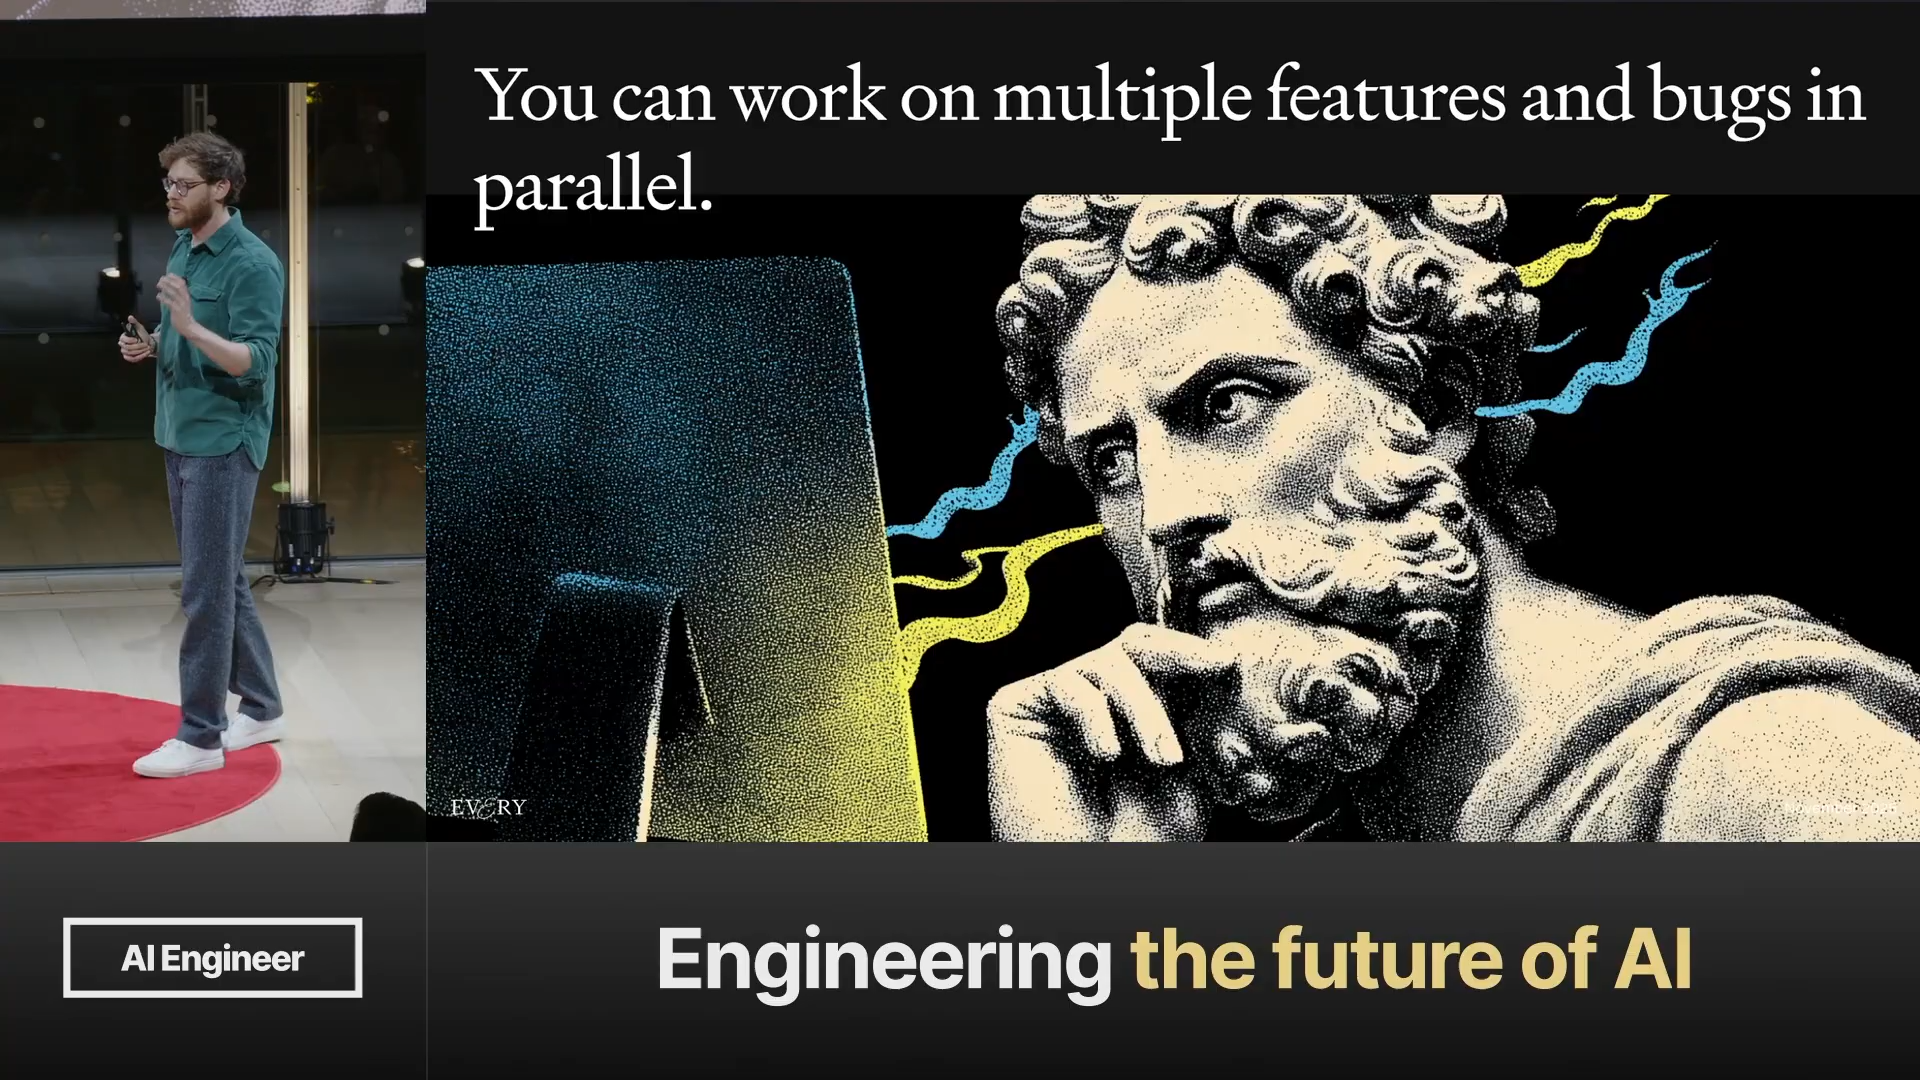 You can work on multiple features and bugs in
parallel.
EVERY
AI Engineer
Engineering the future of AI